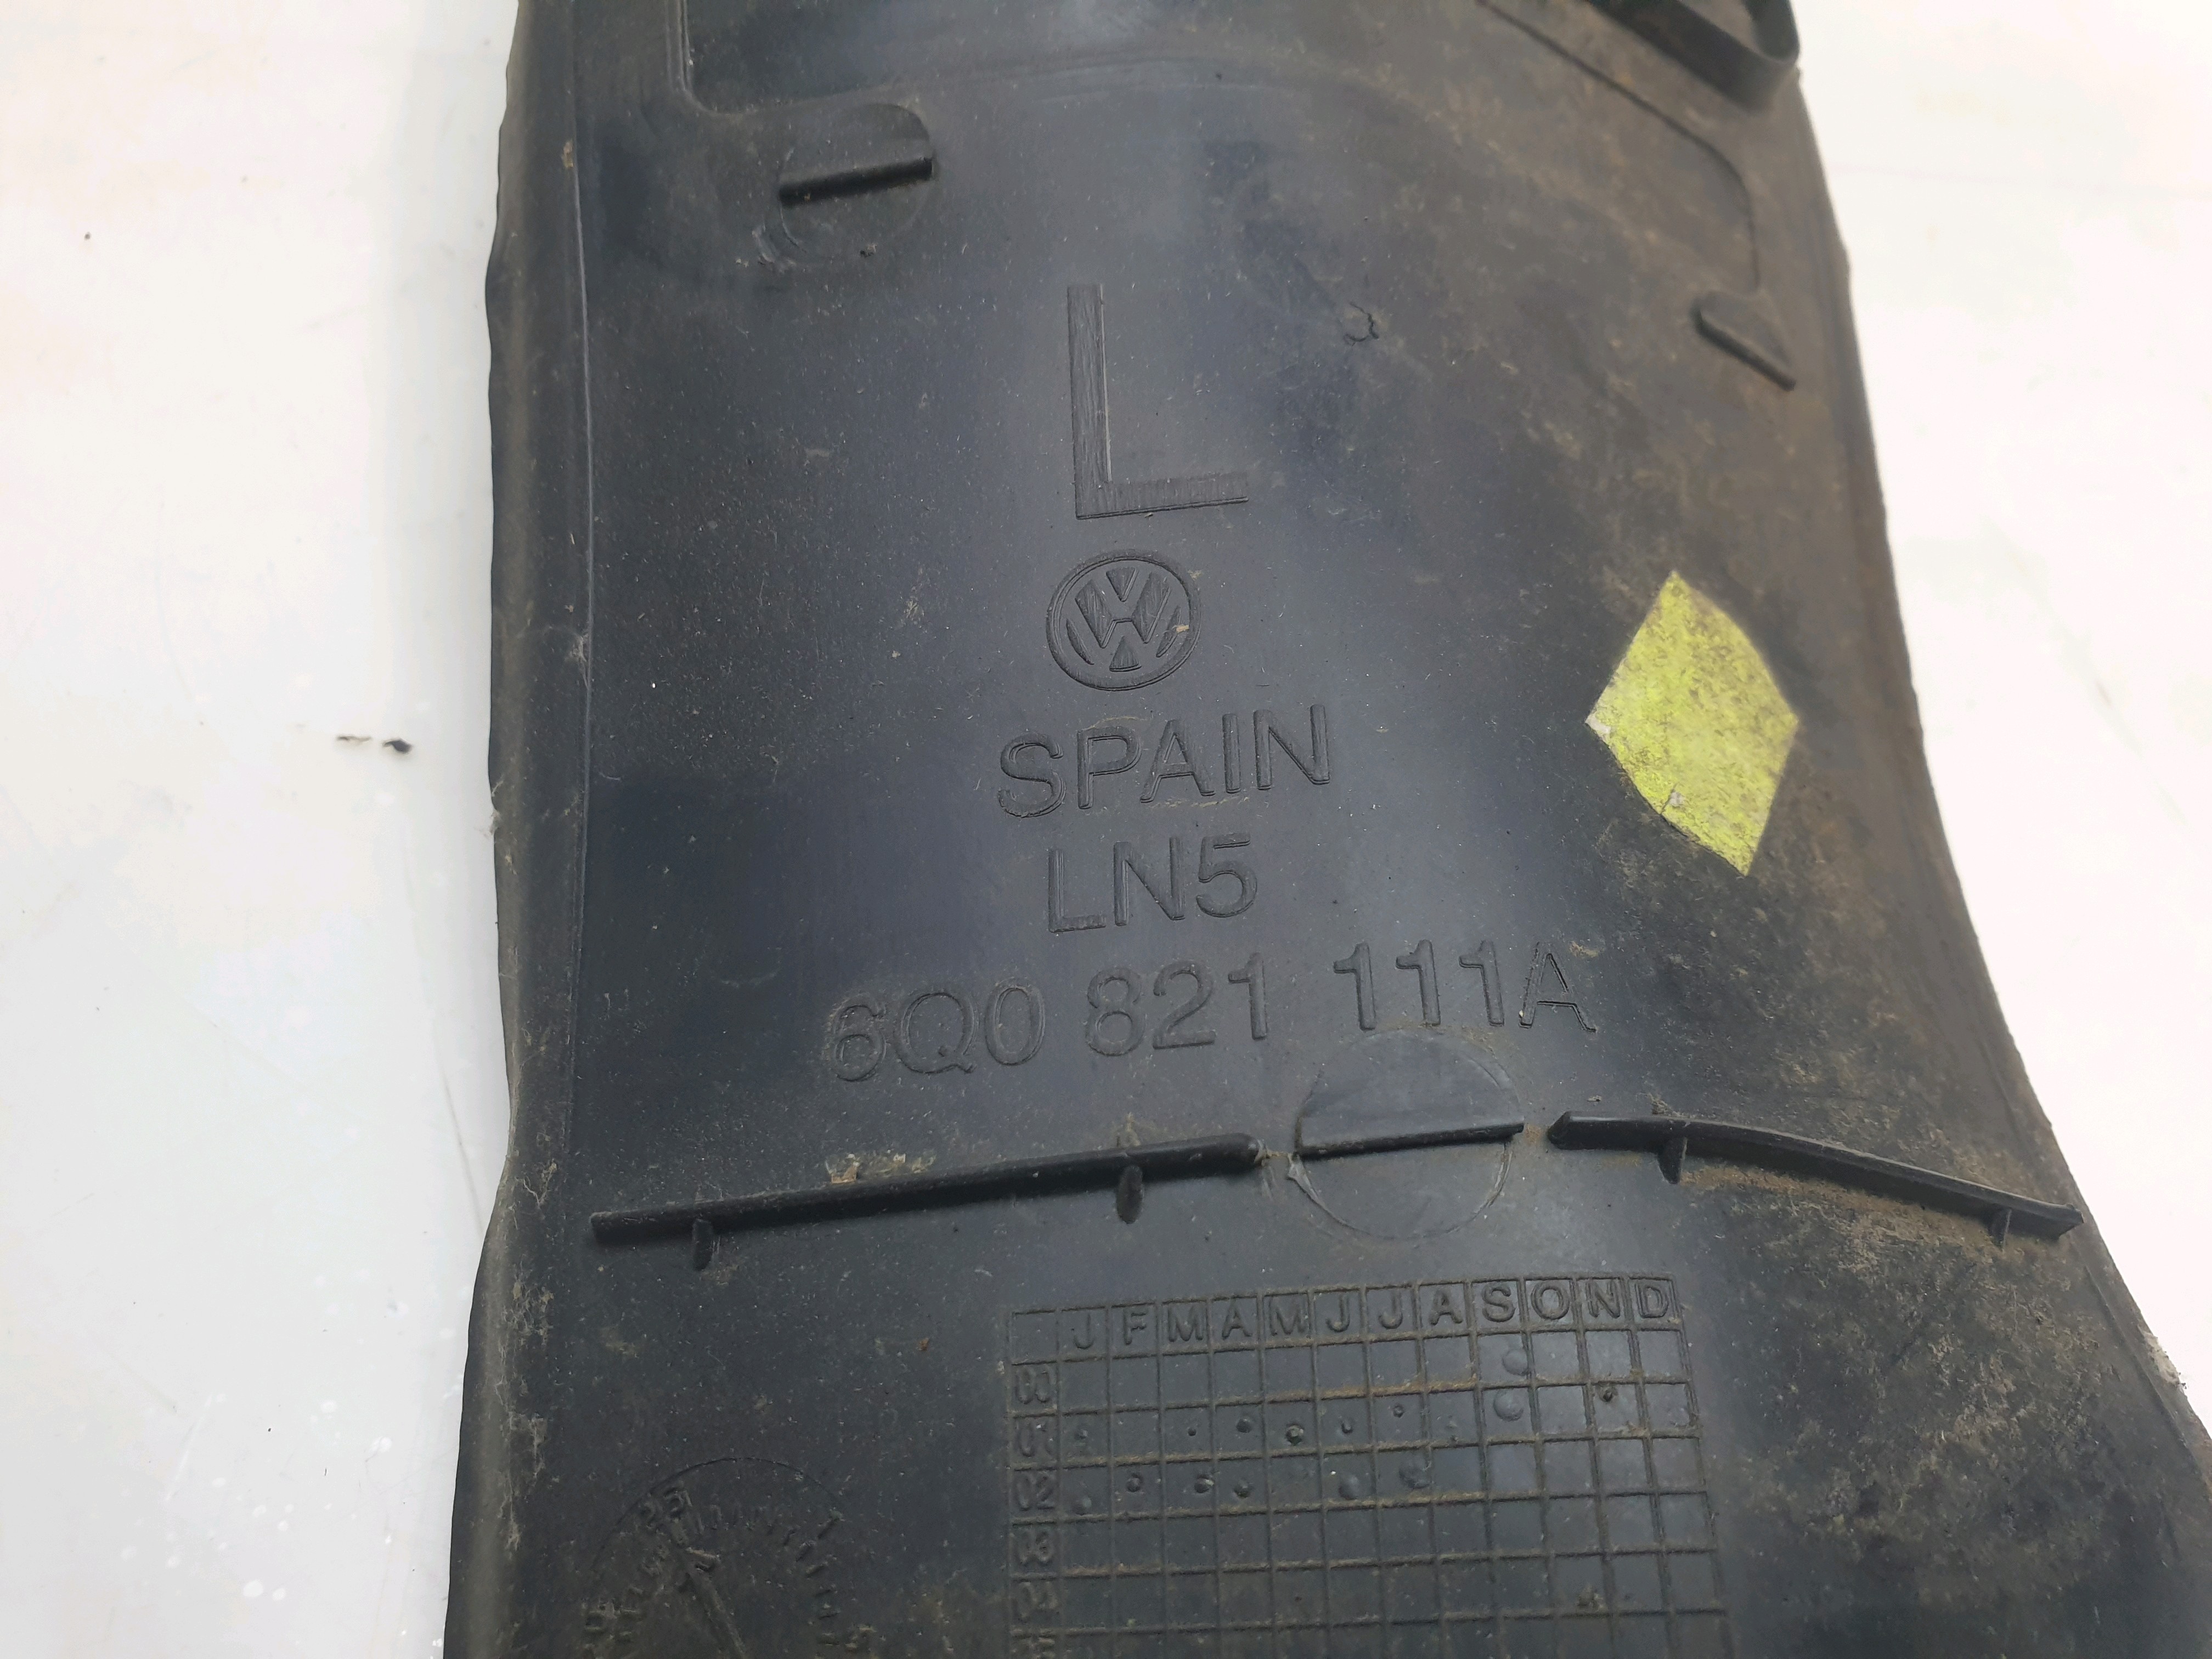 L
SPAIN
LN5
6Q0 821 111A
J F M A M J J A S O N D
00
01
02
03
04